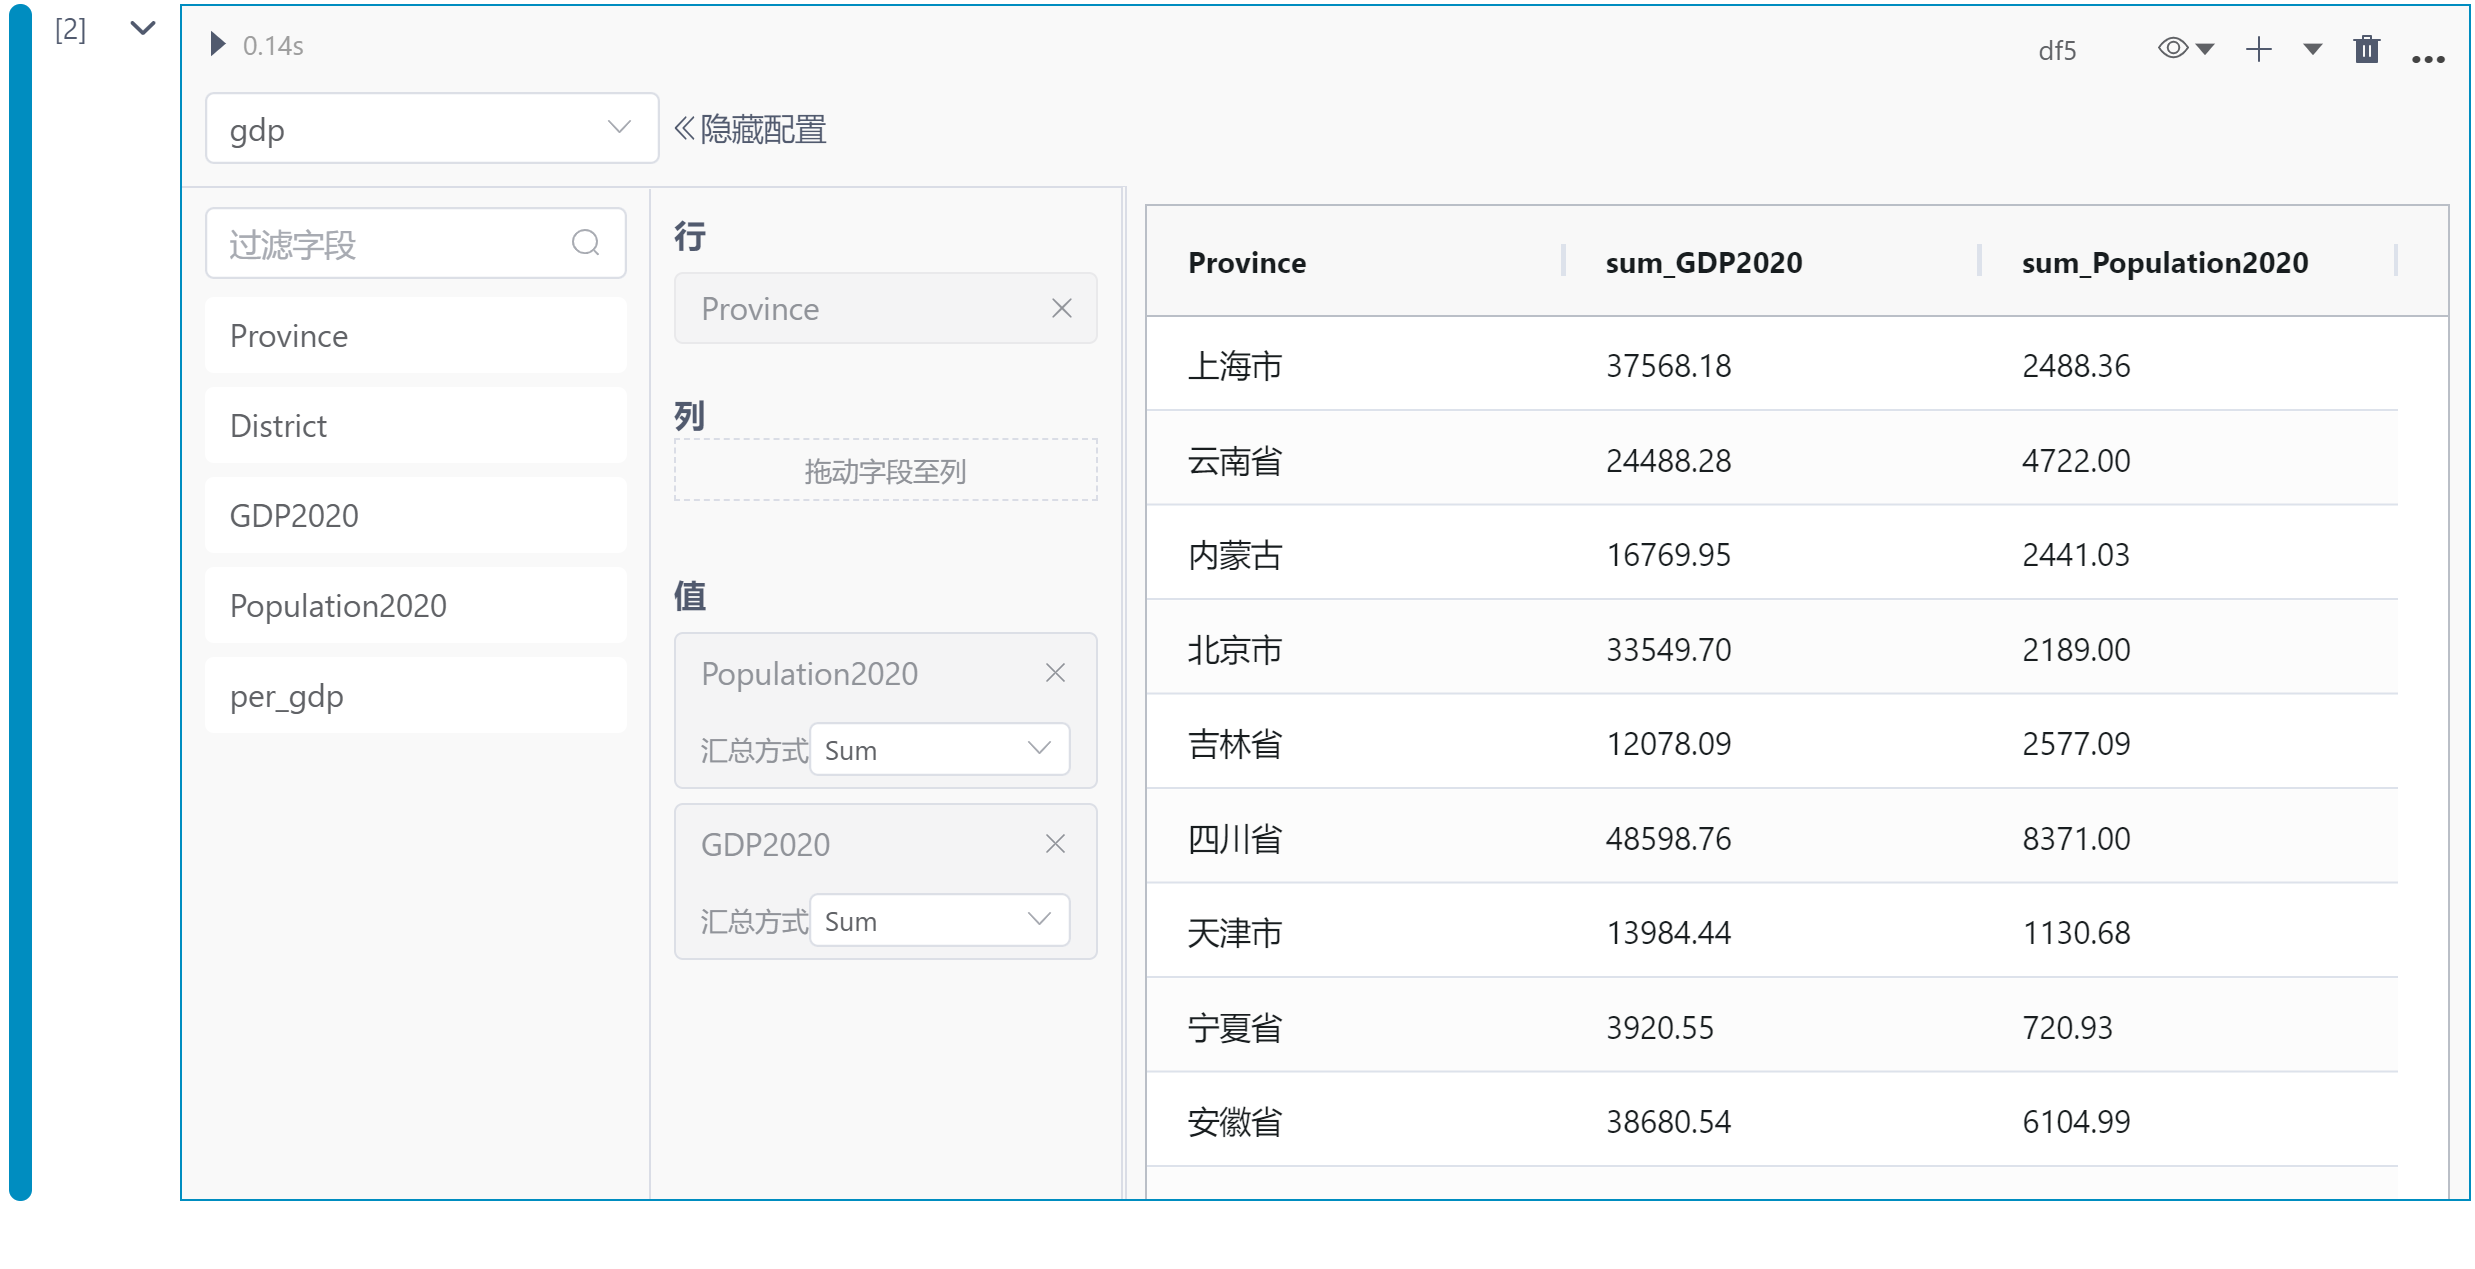 [2]
0.14s
df5
gdp
隐藏配置
过滤字段
Province
District
GDP2020
Population2020
per_gdp
行
Province
列
拖动字段至列
值
Population2020
汇总方式 Sum
GDP2020
汇总方式 Sum
Province sum_GDP2020 sum_Population2020
上海市 37568.18 2488.36
云南省 24488.28 4722.00
内蒙古 16769.95 2441.03
北京市 33549.70 2189.00
吉林省 12078.09 2577.09
四川省 48598.76 8371.00
天津市 13984.44 1130.68
宁夏省 3920.55 720.93
安徽省 38680.54 6104.99